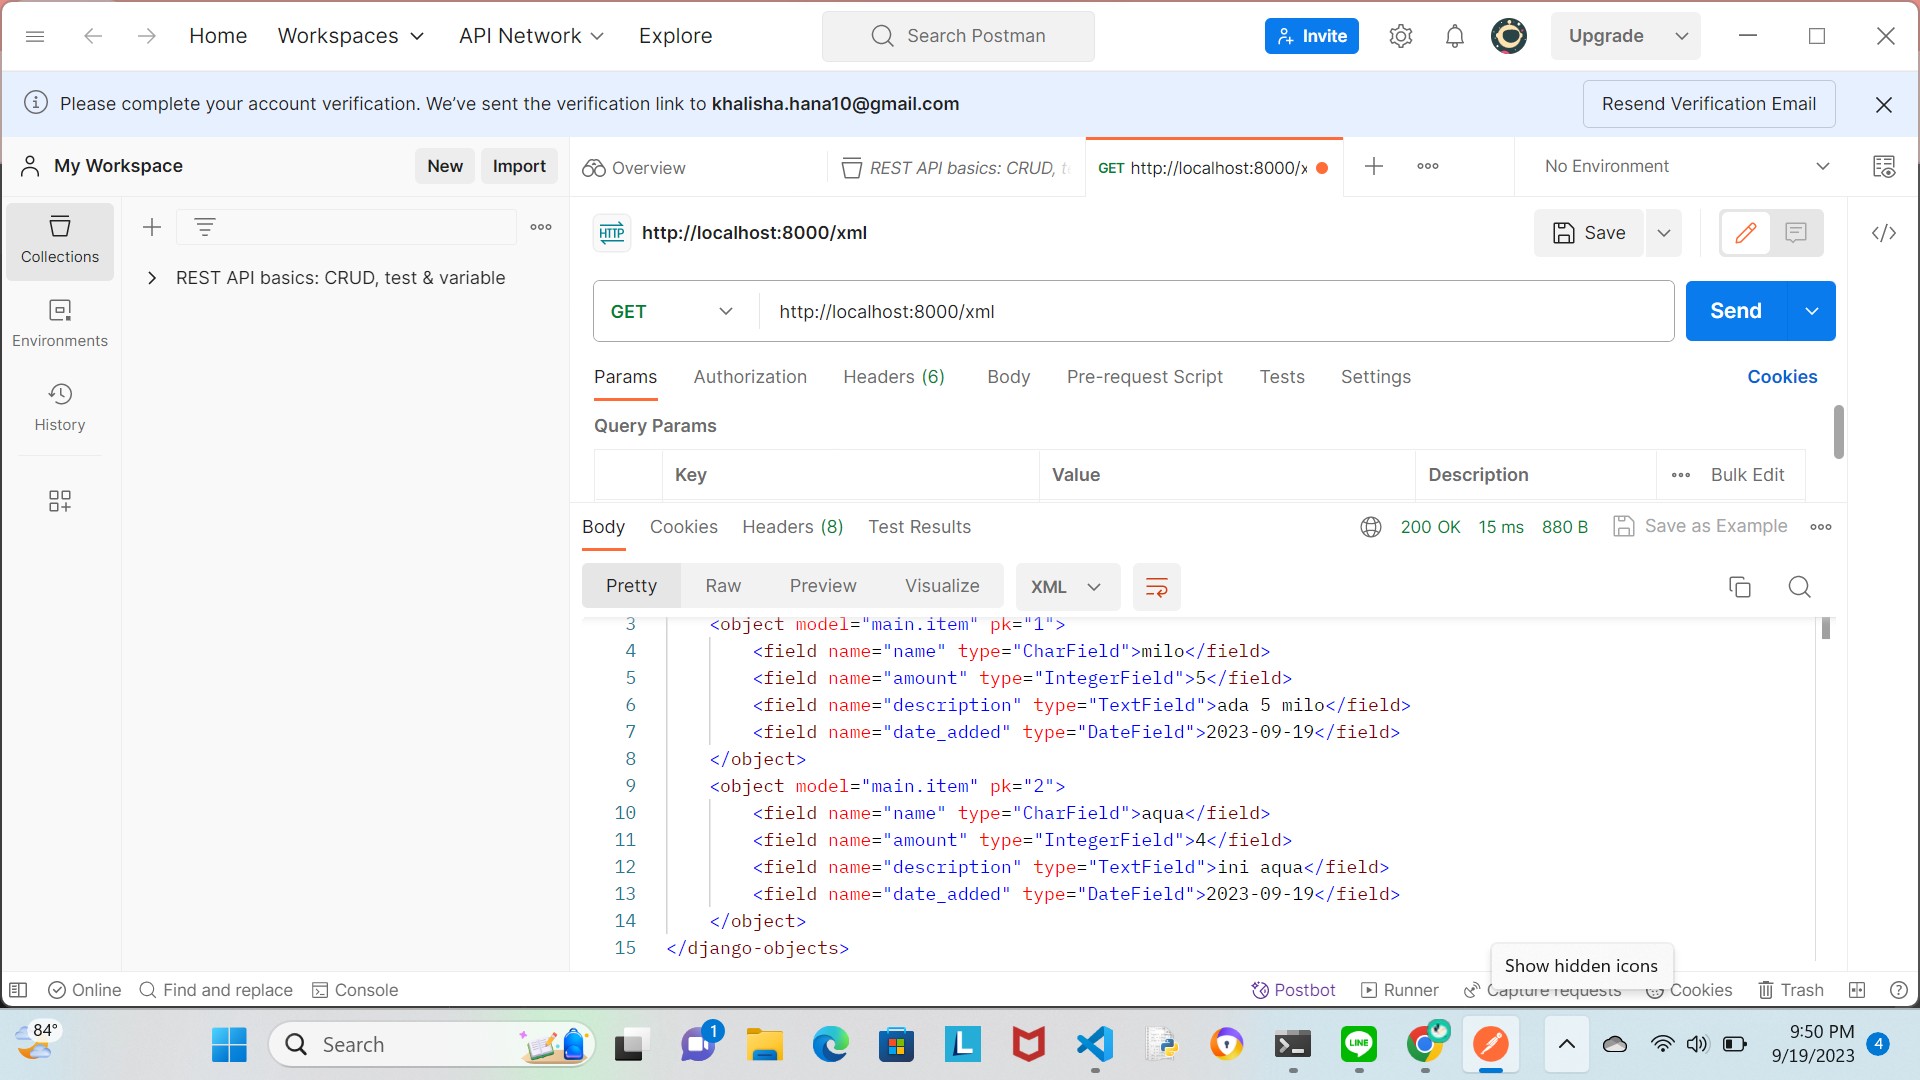 Home
Workspaces
API Network
Explore
Search Postman
Invite
Upgrade
Please complete your account verification. We’ve sent the verification link to khalisha.hana10@gmail.com
Resend Verification Email
My Workspace
New
Import
Overview
REST API basics: CRUD, te
GET http://localhost:8000/x
No Environment
Collections
Environments
History
REST API basics: CRUD, test & variable
HTTP http://localhost:8000/xml
Save
GET
http://localhost:8000/xml
Send
Params
Authorization
Headers (6)
Body
Pre-request Script
Tests
Settings
Cookies
Query Params
Key
Value
Description
Bulk Edit
Body
Cookies
Headers (8)
Test Results
200 OK
15 ms
880 B
Save as Example
Pretty
Raw
Preview
Visualize
XML
3 <object model="main.item" pk="1">
4 <field name="name" type="CharField">milo</field>
5 <field name="amount" type="IntegerField">5</field>
6 <field name="description" type="TextField">ada 5 milo</field>
7 <field name="date_added" type="DateField">2023-09-19</field>
8 </object>
9 <object model="main.item" pk="2">
10 <field name="name" type="CharField">aqua</field>
11 <field name="amount" type="IntegerField">4</field>
12 <field name="description" type="TextField">ini aqua</field>
13 <field name="date_added" type="DateField">2023-09-19</field>
14 </object>
15 </django-objects>
Show hidden icons
Online
Find and replace
Console
Postbot
Runner
Capture requests
Cookies
Trash
84°
Search
1
L
LINE
9:50 PM
9/19/2023
4